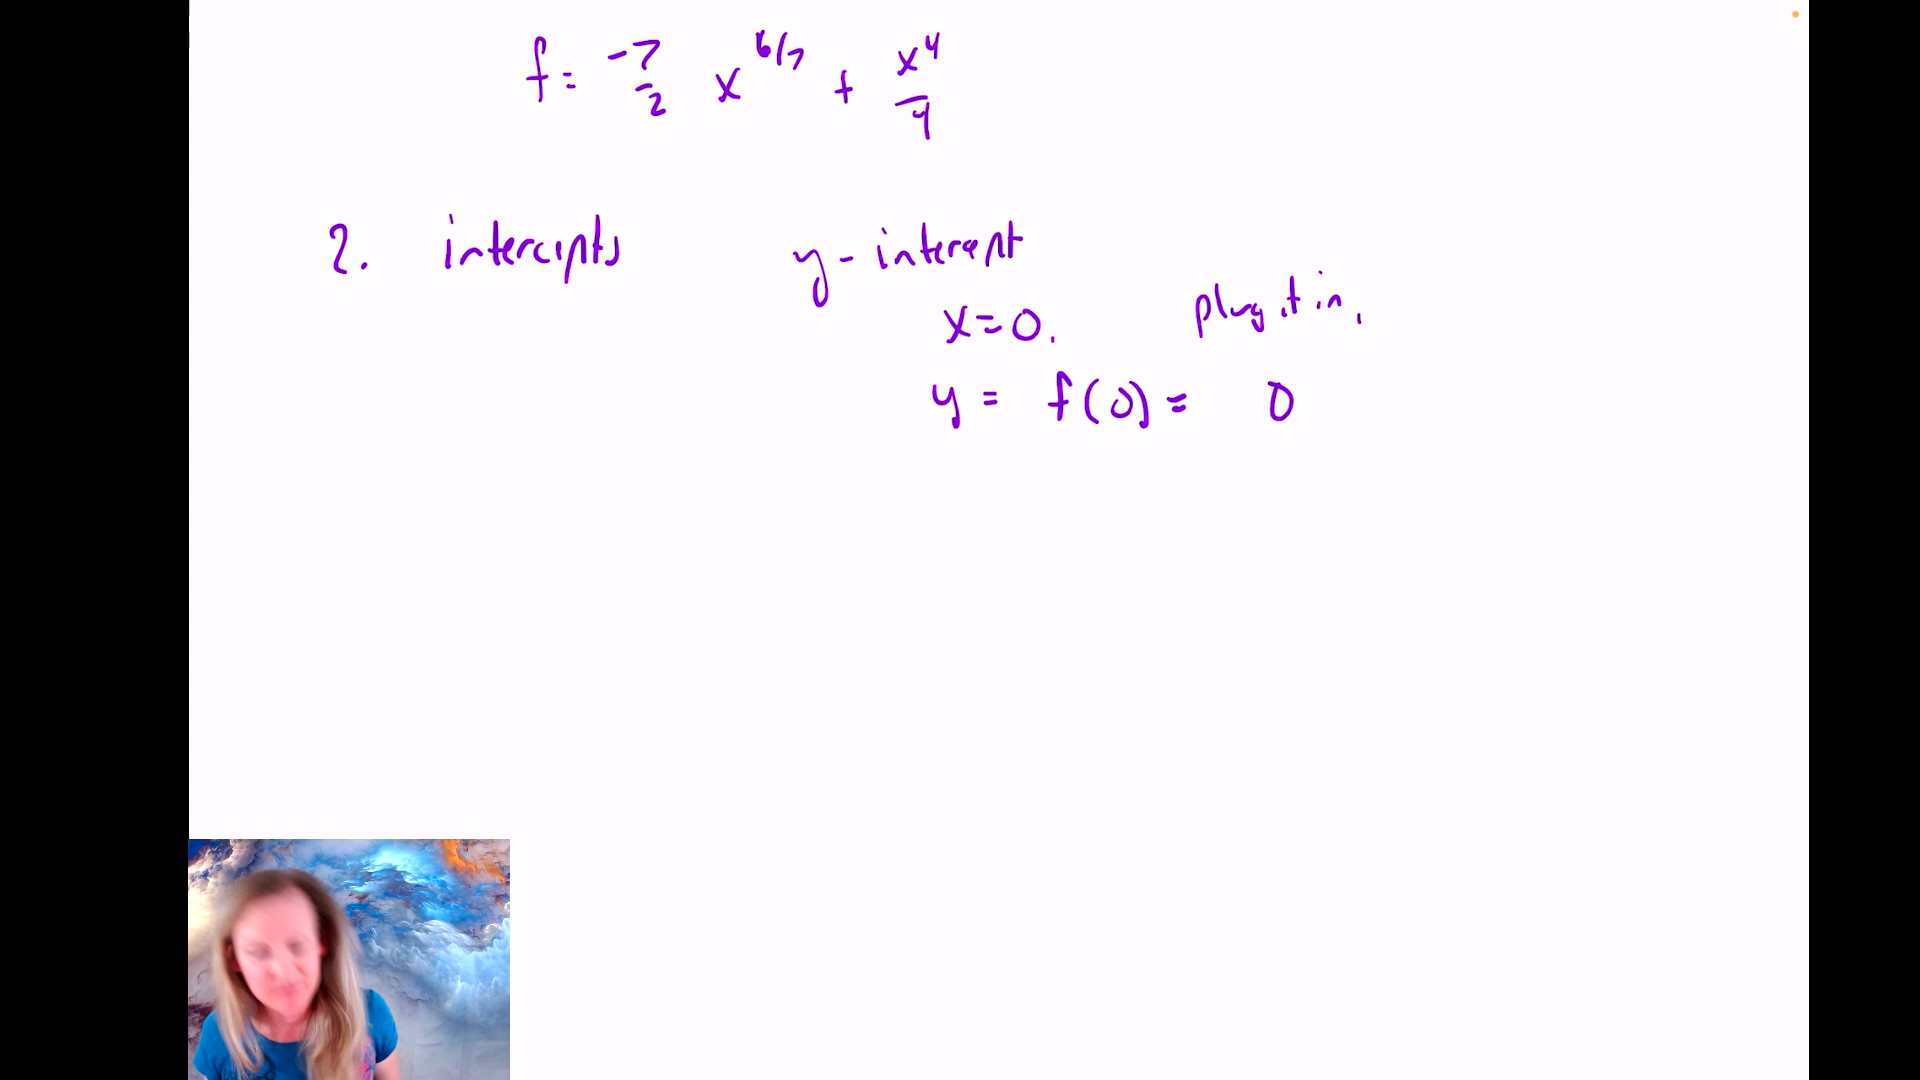 f = -7/2 x^6/7 + x^4/4
2. intercepts y-intercept
x=0. plug it in.
y = f(0) = 0